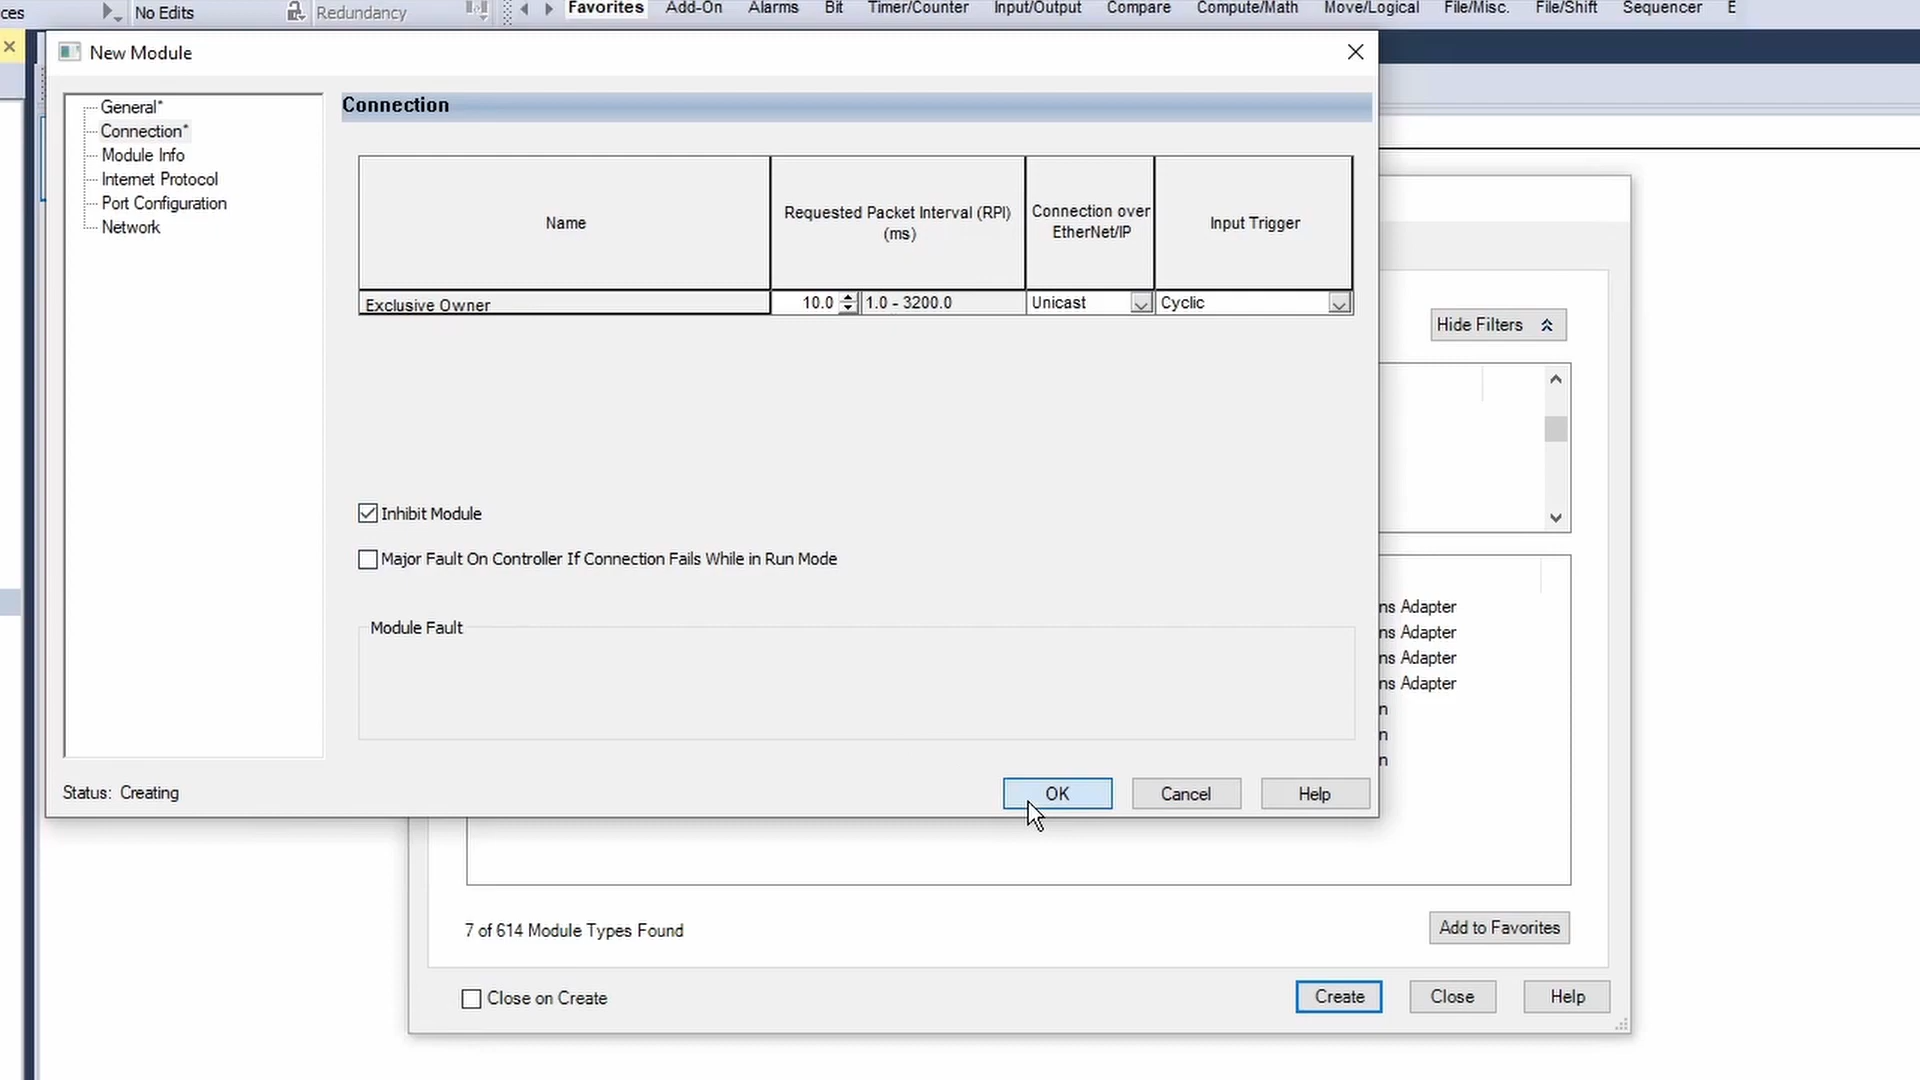 ces
No Edits
Redundancy
Favorites
Add-On
Alarms
Bit
Timer/Counter
Input/Output
Compare
Compute/Math
Move/Logical
File/Misc.
File/Shift
Sequencer
E
New Module
General*
Connection*
Module Info
Internet Protocol
Port Configuration
Network
Connection
Name
Requested Packet Interval (RPI)
(ms)
Connection over
EtherNet/IP
Input Trigger
Exclusive Owner
10.0
1.0 - 3200.0
Unicast
Cyclic
Inhibit Module
Major Fault On Controller If Connection Fails While in Run Mode
Module Fault
Status: Creating
OK
Cancel
Help
Hide Filters
ns Adapter
ns Adapter
ns Adapter
ns Adapter
n
n
n
7 of 614 Module Types Found
Add to Favorites
Close on Create
Create
Close
Help